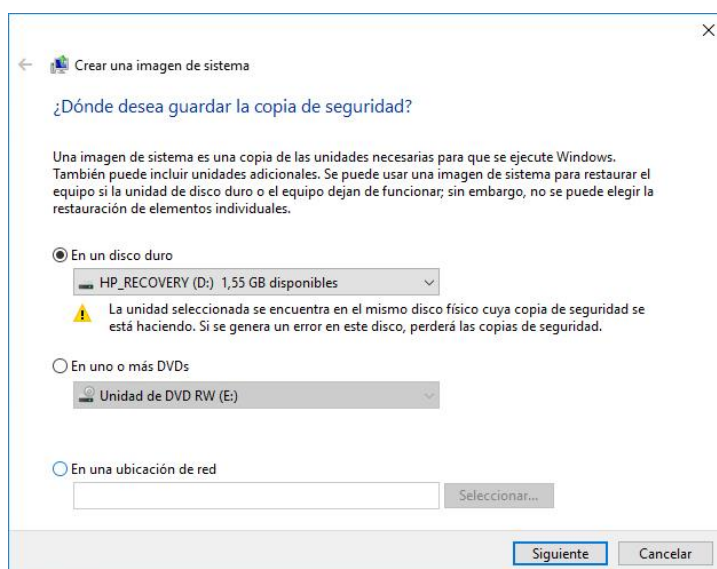 Crear una imagen de sistema
¿Dónde desea guardar la copia de seguridad?
Una imagen de sistema es una copia de las unidades necesarias para que se ejecute Windows.
También puede incluir unidades adicionales. Se puede usar una imagen de sistema para restaurar el
equipo si la unidad de disco duro o el equipo dejan de funcionar; sin embargo, no se puede elegir la
restauración de elementos individuales.
En un disco duro
HP_RECOVERY (D:) 1,55 GB disponibles
La unidad seleccionada se encuentra en el mismo disco físico cuya copia de seguridad se
está haciendo. Si se genera un error en este disco, perderá las copias de seguridad.
En uno o más DVDs
Unidad de DVD RW (E:)
En una ubicación de red
Seleccionar...
Siguiente Cancelar